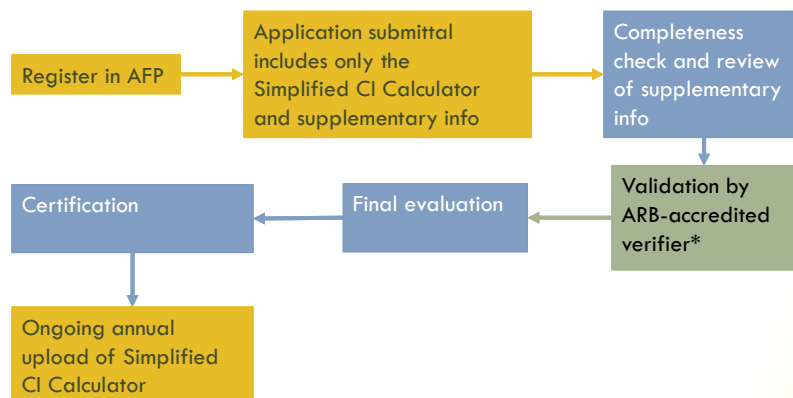 Register in AFP
Application submittal
includes only the
Simplified CI Calculator
and supplementary info
Completeness
check and review
of supplementary
info
Validation by
ARB-accredited
verifier*
Final evaluation
Certification
Ongoing annual
upload of Simplified
CI Calculator